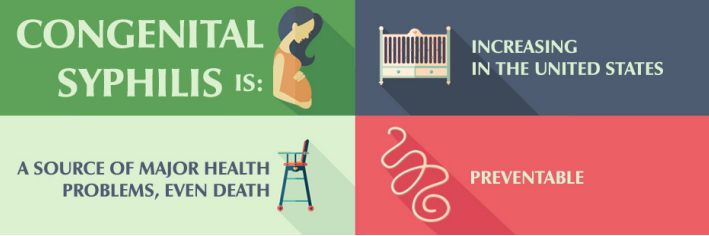 CONGENITAL
SYPHILIS IS:
INCREASING
IN THE UNITED STATES
A SOURCE OF MAJOR HEALTH
PROBLEMS, EVEN DEATH
PREVENTABLE